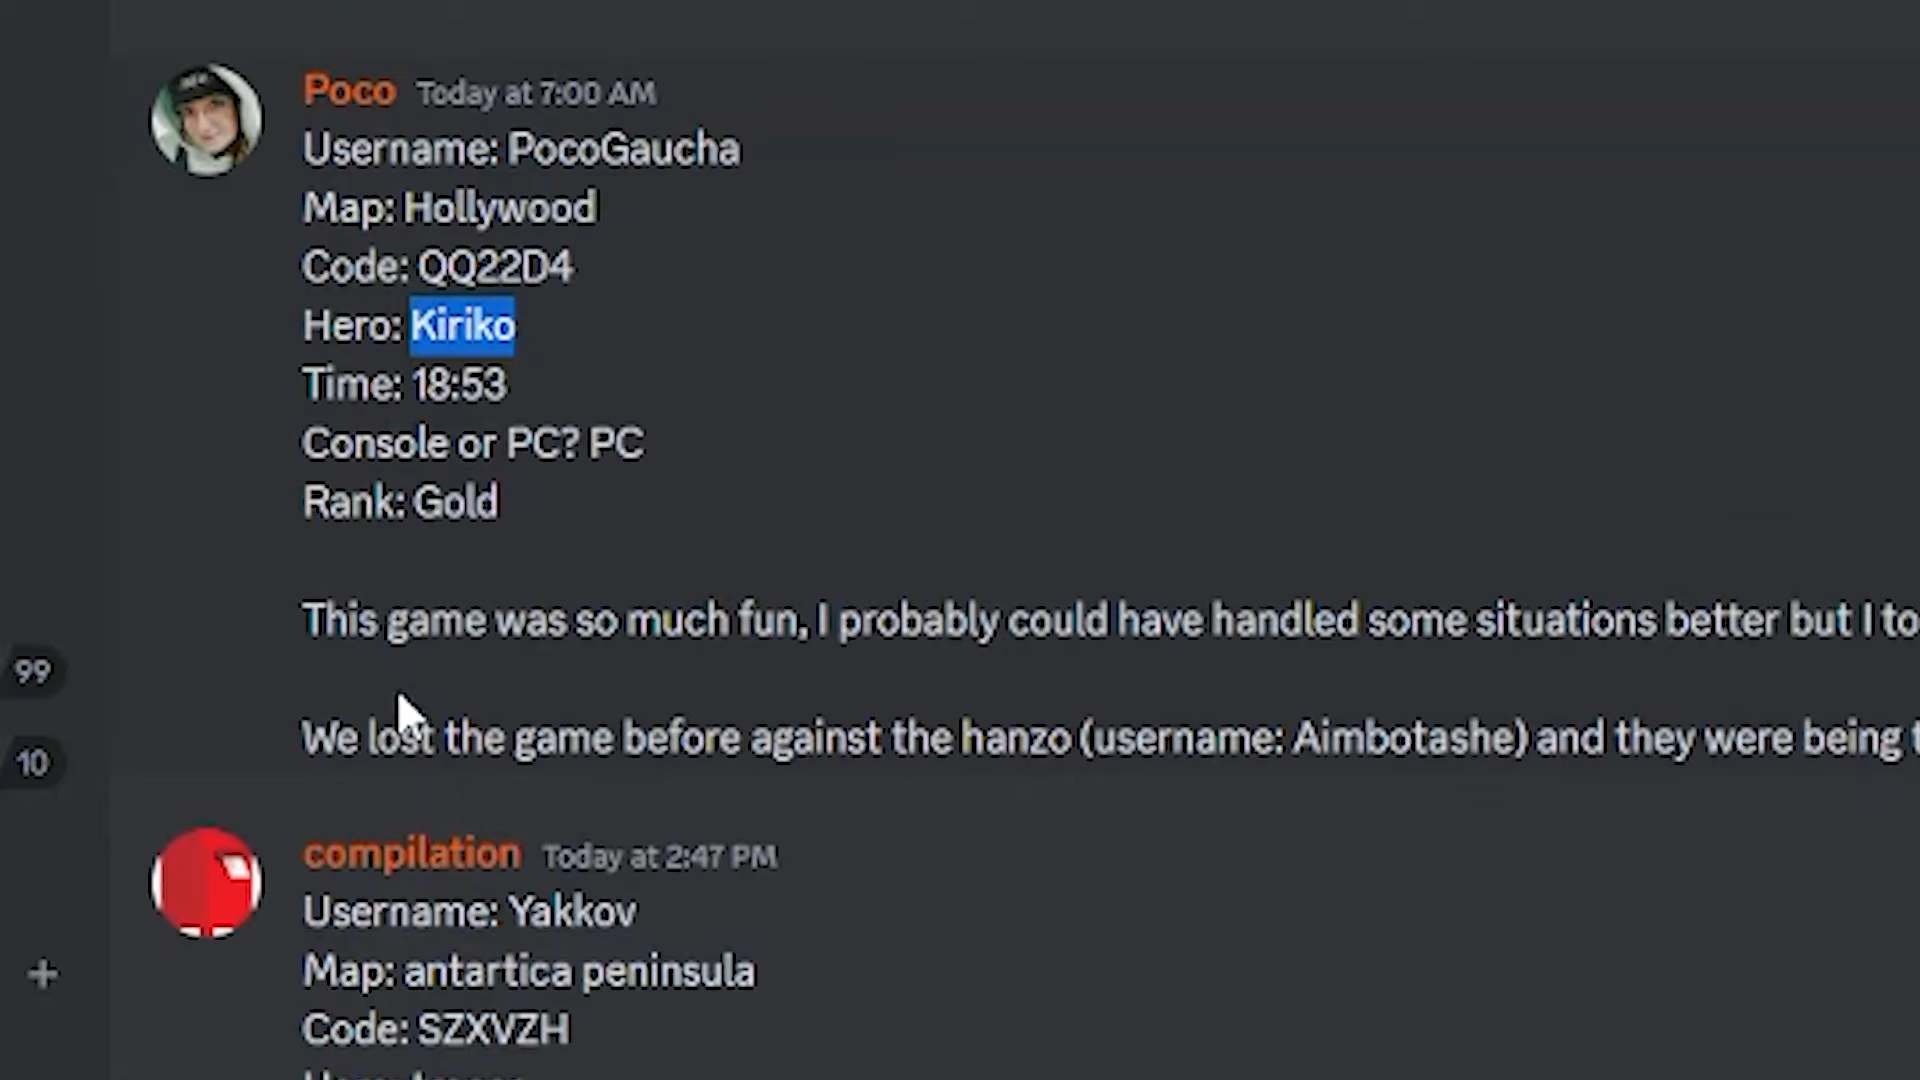 Poco Today at 7:00 AM
Username: PocoGaucha
Map: Hollywood
Code: QQ22D4
Hero: Kiriko
Time: 18:53
Console or PC? PC
Rank: Gold
This game was so much fun, I probably could have handled some situations better but I to
99
We lost the game before against the hanzo (username: Aimbotashe) and they were being t
10
compilation Today at 2:47 PM
Username: Yakkov
Map: antartica peninsula
Code: SZXVZH